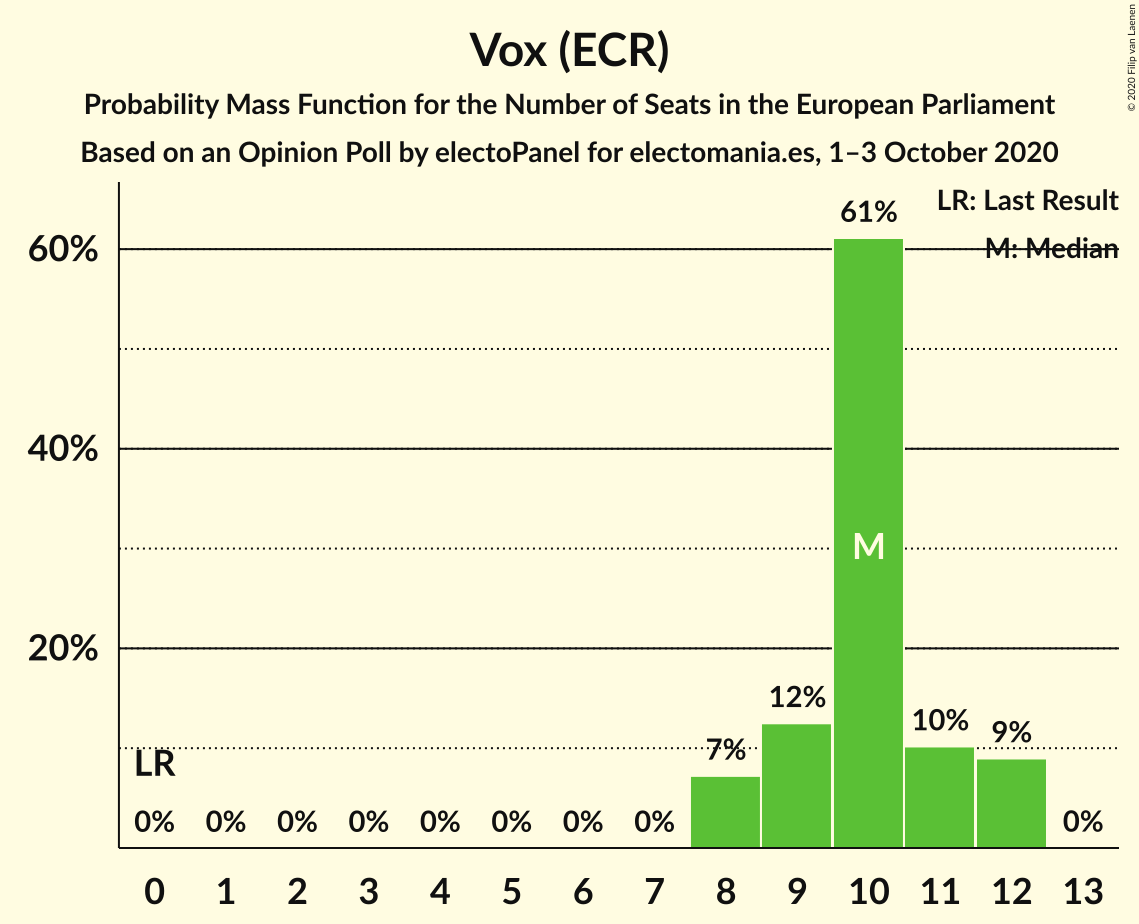 © 2020 Filip van Laenen
Vox (ECR)
Probability Mass Function for the Number of Seats in the European Parliament
Based on an Opinion Poll by electoPanel for electomania.es, 1–3 October 2020
LR: Last Result
M: Median
61%
60%
40%
M
20%
12%
10%
9%
7%
LR
0% 0% 0% 0% 0% 0% 0% 0% 0%
0 1 2 3 4 5 6 7 8 9 10 11 12 13